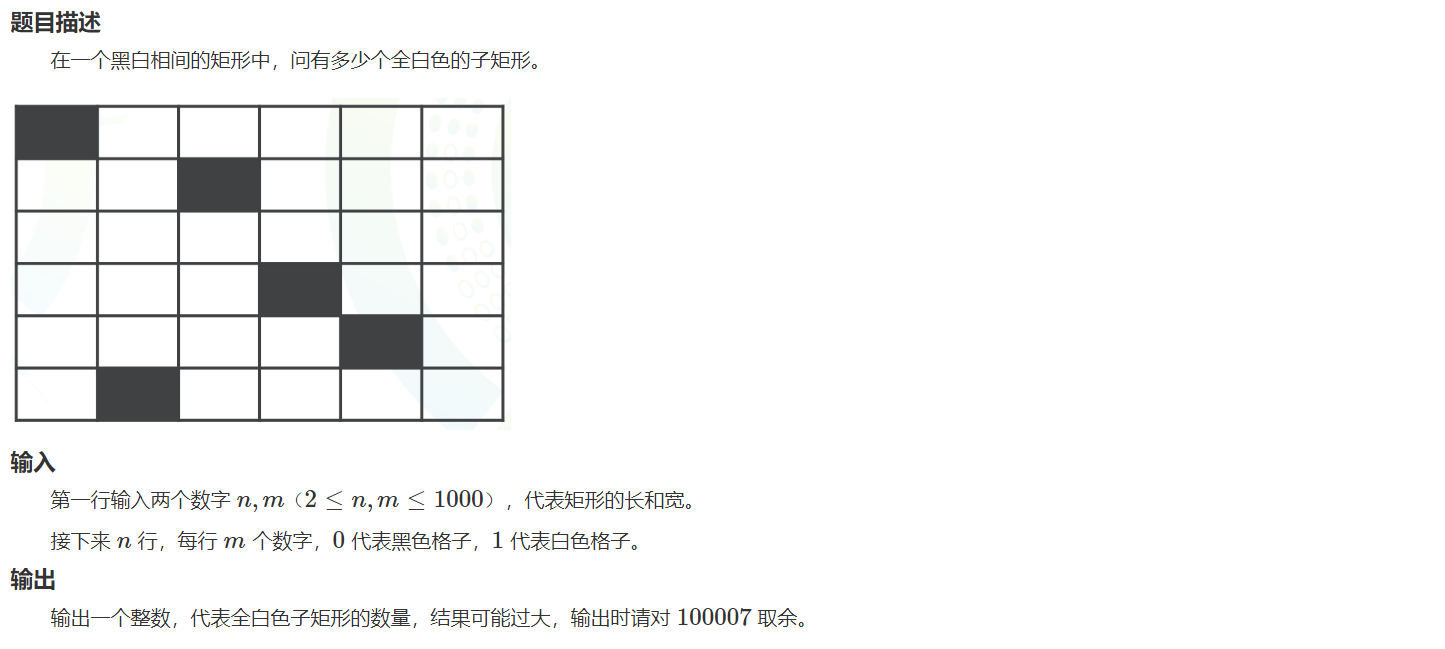 题目描述
在一个黑白相间的矩形中，问有多少个全白色的子矩形。
输入
第一行输入两个数字 n, m（2 ≤ n, m ≤ 1000），代表矩形的长和宽。
接下来 n 行，每行 m 个数字，0 代表黑色格子，1 代表白色格子。
输出
输出一个整数，代表全白色子矩形的数量，结果可能过大，输出时请对 100007 取余。